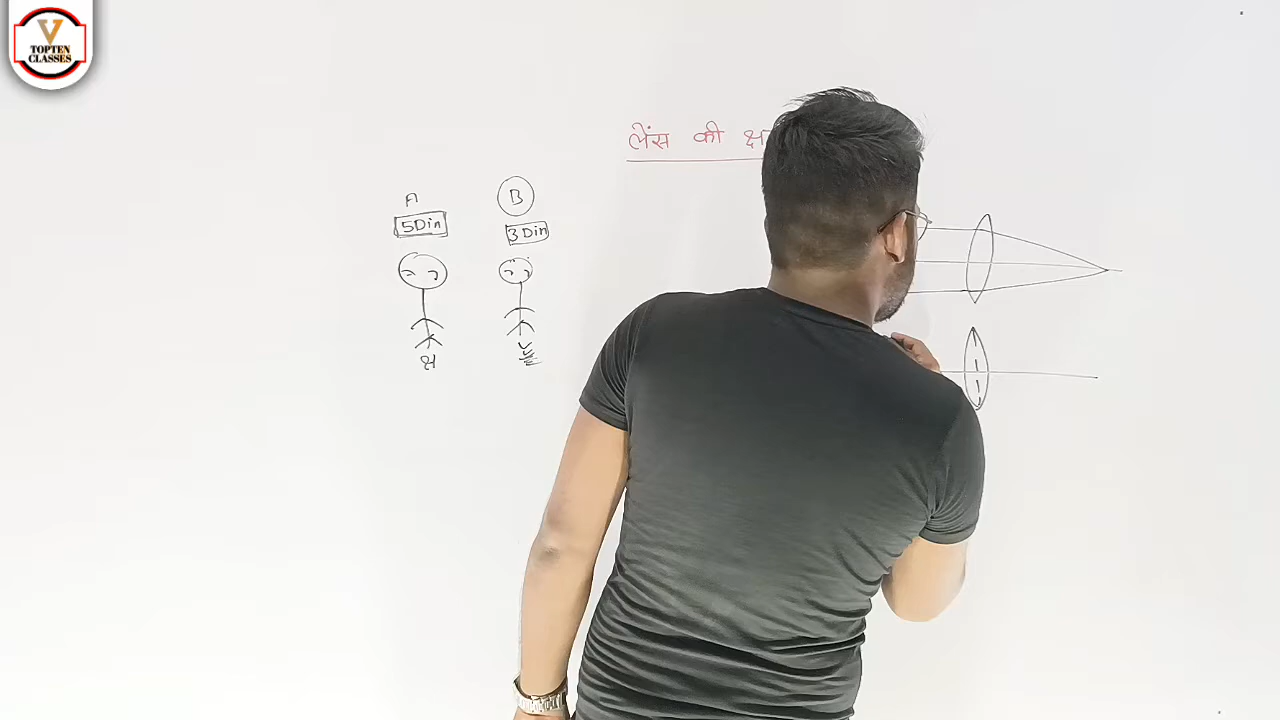 V
TOPTEN
CLASSES
लेंस की क्ष
A
B
5Din
3Din
क्ष